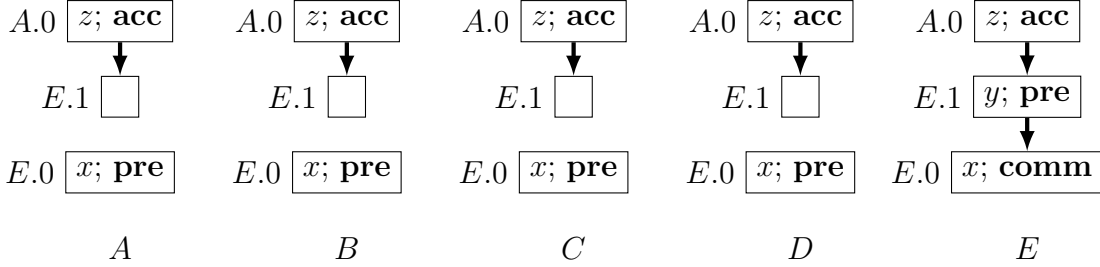 A.0 z; acc A.0 z; acc A.0 z; acc A.0 z; acc A.0 z; acc
E.1 E.1 E.1 E.1 E.1 y; pre
E.0 x; pre E.0 x; pre E.0 x; pre E.0 x; pre E.0 x; comm
A B C D E